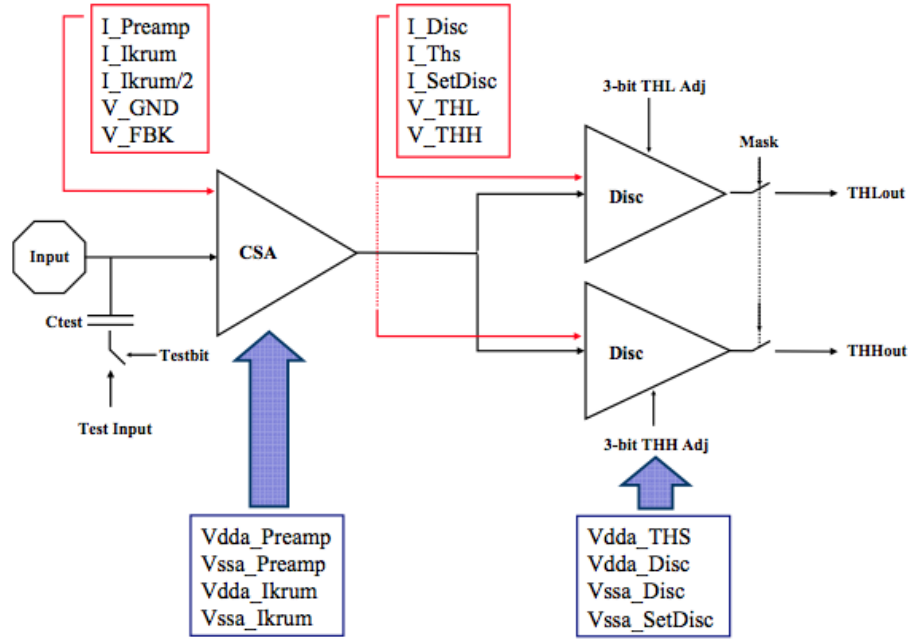 I_Preamp
I_Ikrum
I_Ikrum/2
V_GND
V_FBK
I_Disc
I_Ths
I_SetDisc
V_THL
V_THH
3-bit THL Adj
Mask
Disc
THLout
Input
CSA
Ctest
Testbit
Test Input
Disc
THHout
3-bit THH Adj
Vdda_Preamp
Vssa_Preamp
Vdda_Ikrum
Vssa_Ikrum
Vdda_THS
Vdda_Disc
Vssa_Disc
Vssa_SetDisc